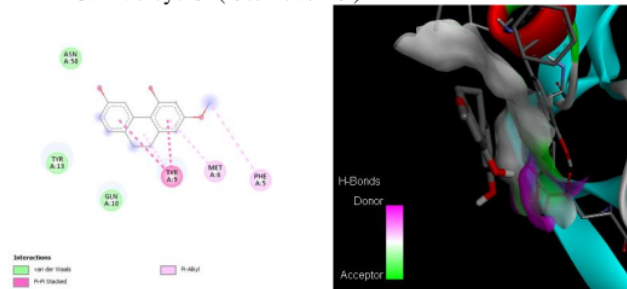 ASN
A:50
TYR
A:13
GLN
A:10
TYR
A:9
MET
A:6
PHE
A:5
Interactions
van der Waals
Pi-Pi Stacked
Pi-Alkyl
H-Bonds
Donor
Acceptor